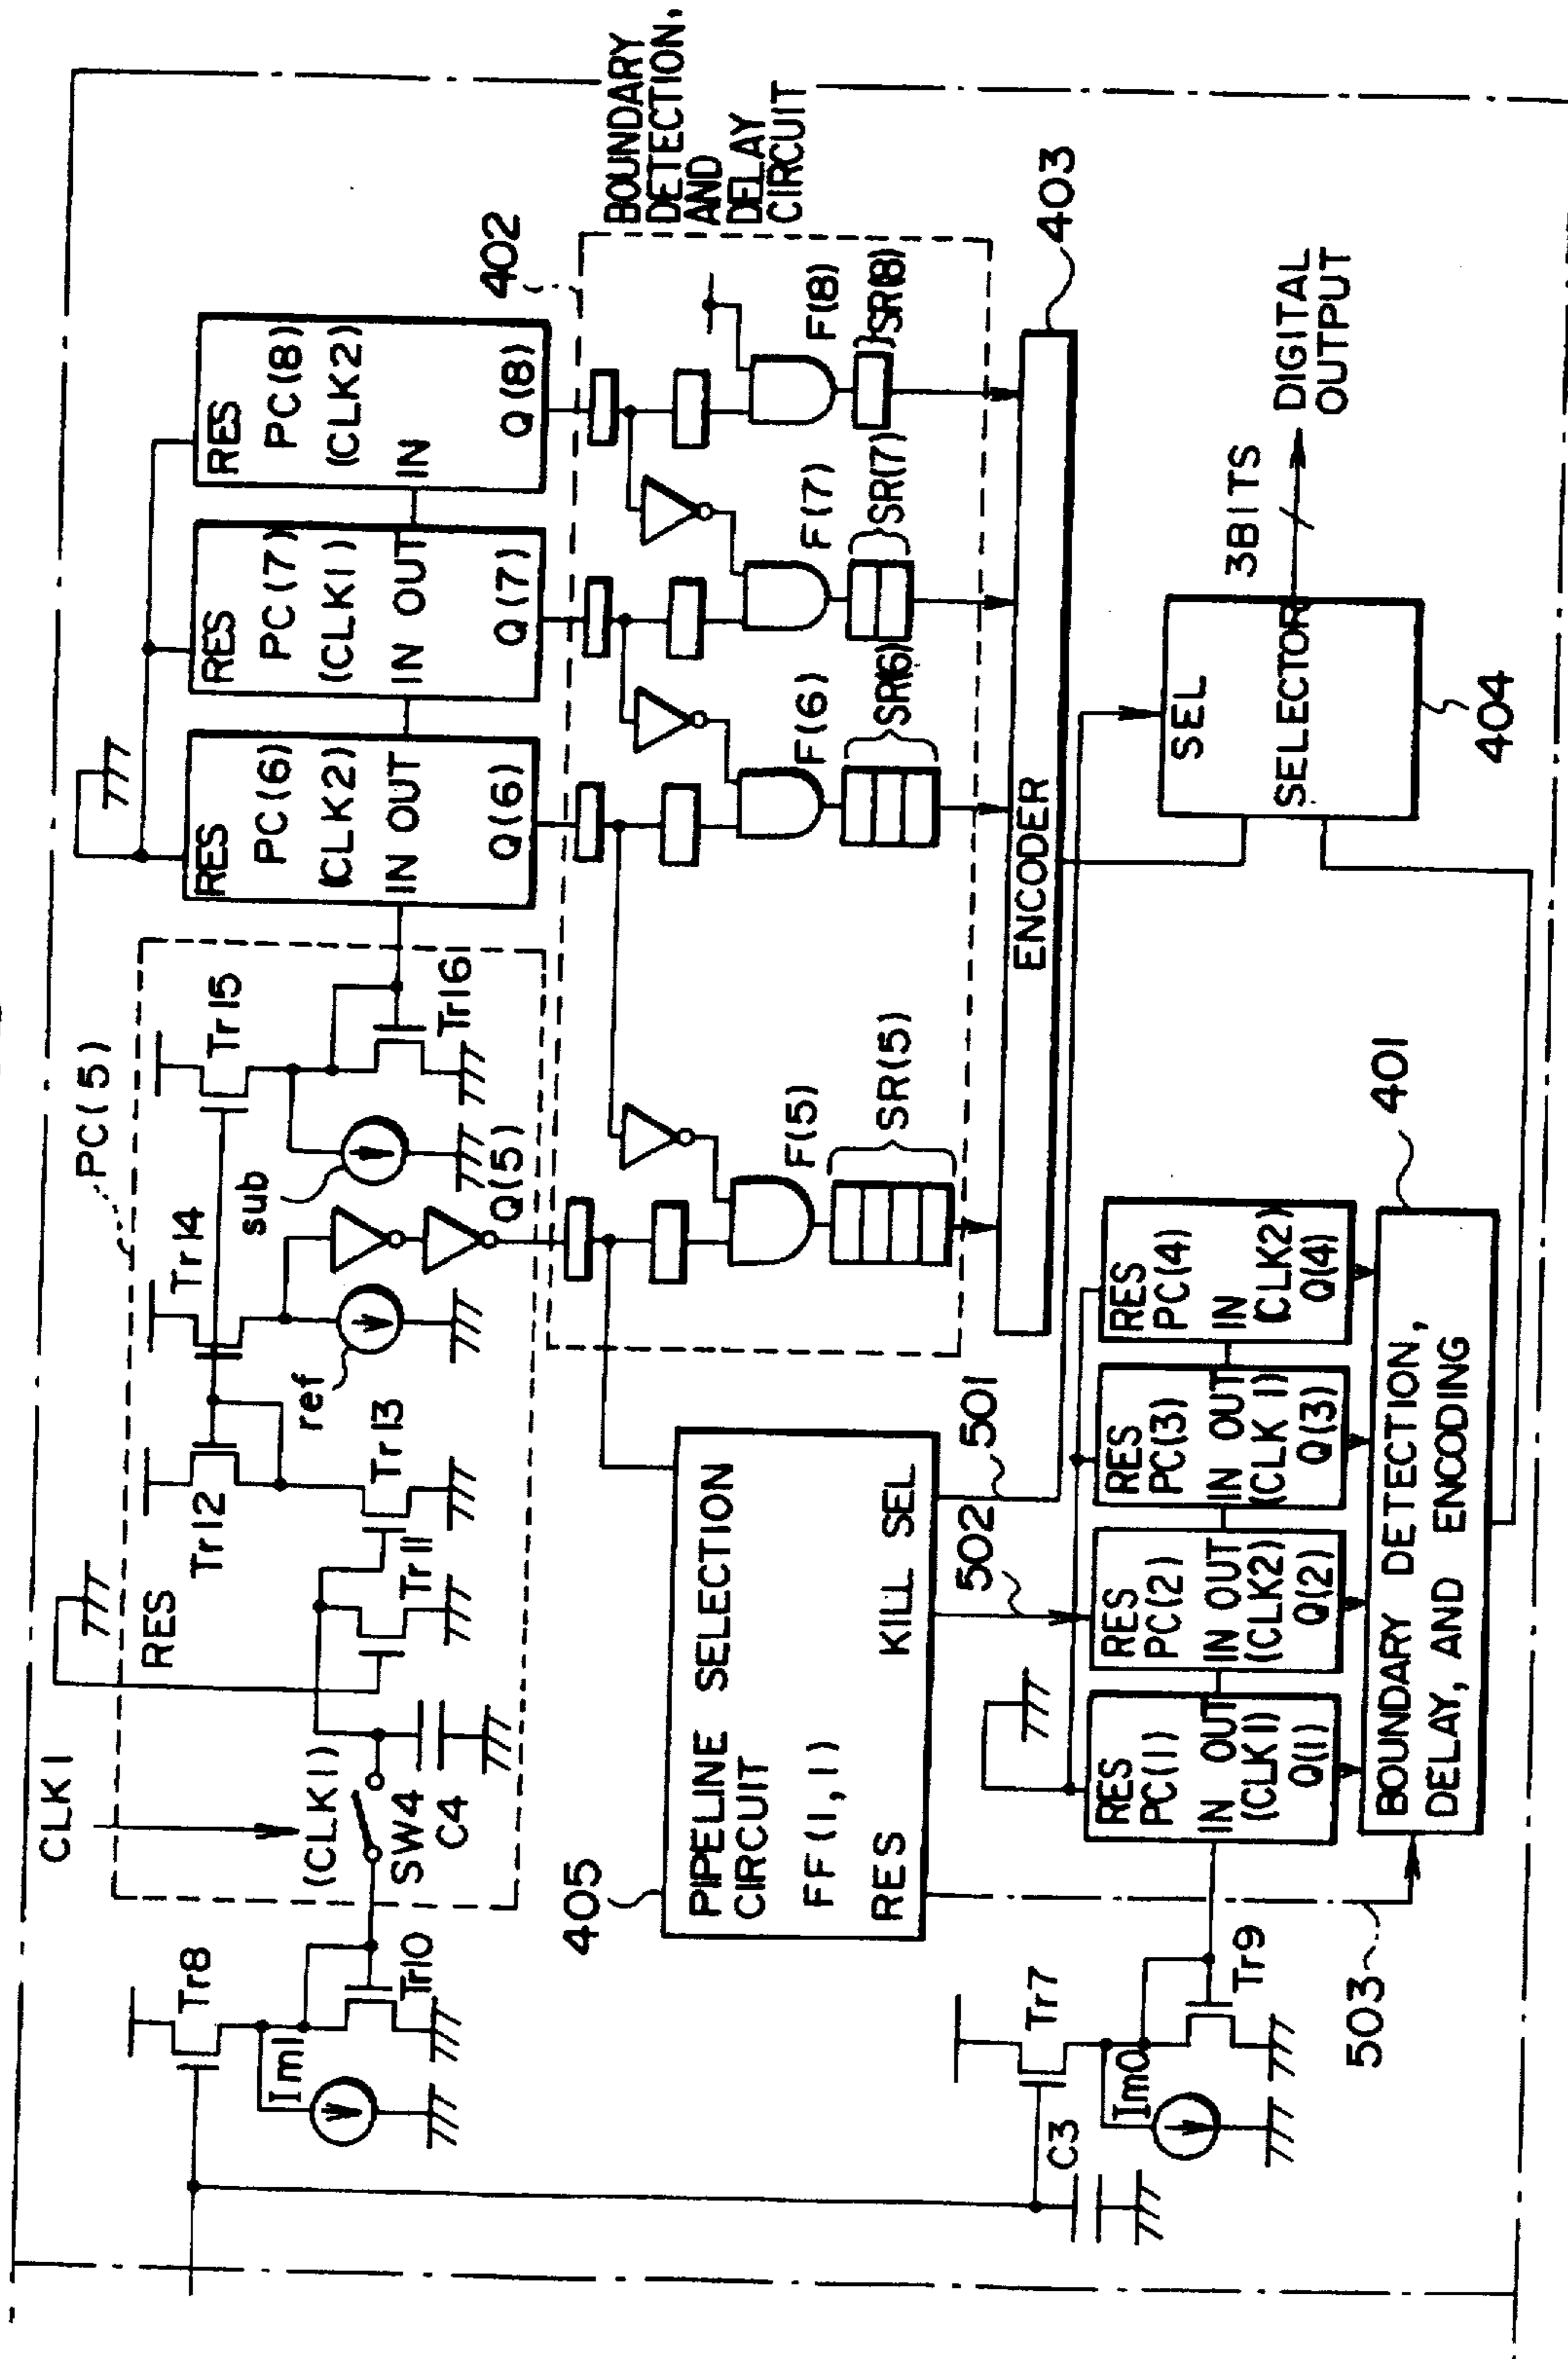 PC(5)
CLK1
RES
(CLK1)
SW4
C4
Tr8
Im1
Tr10
Tr11
Tr12
Tr13
Tr14
Tr15
Tr16
ref
sub
Q(5)
RES
PC(6)
(CLK2)
IN OUT
Q(6)
RES
PC(7)
(CLK1)
IN OUT
Q(7)
RES
PC(8)
(CLK2)
IN
Q(8)
402
BOUNDARY
DETECTION,
AND
DELAY
CIRCUIT
F(5)
SR(5)
F(6)
SR(6)
F(7)
SR(7)
F(8)
SR(8)
ENCODER
403
405
PIPELINE SELECTION
CIRCUIT
FF(1,1)
RES
KILL SEL
501
502
503
SEL
SELECTOR
404
3BITS
DIGITAL
OUTPUT
Tr7
C3
Im0
Tr9
RES
PC(1)
IN OUT
(CLK1)
Q(1)
RES
PC(2)
IN OUT
(CLK2)
Q(2)
RES
PC(3)
IN OUT
(CLK1)
Q(3)
RES
PC(4)
IN
(CLK2)
Q(4)
401
BOUNDARY DETECTION,
DELAY, AND ENCODING